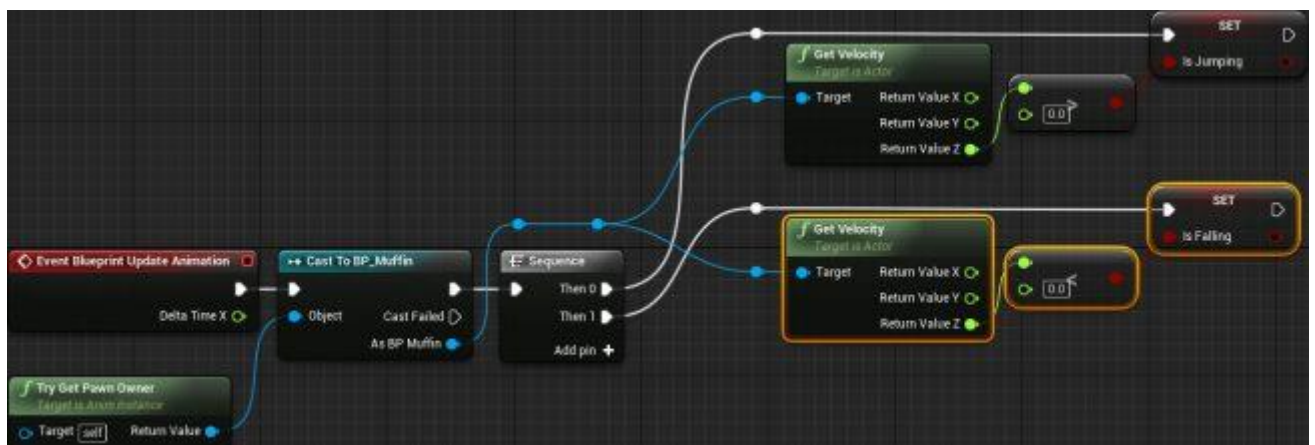 SET
Is Jumping
Get Velocity
Target is Actor
Target
Return Value X
Return Value Y
Return Value Z
0.0
>
SET
Is Falling
Get Velocity
Target is Actor
Target
Return Value X
Return Value Y
Return Value Z
0.0
<
Event Blueprint Update Animation
Delta Time X
Cast To BP_Muffin
Object
Cast Failed
As BP Muffin
Sequence
Then 0
Then 1
Add pin +
Try Get Pawn Owner
Target is Anim Instance
Target self
Return Value